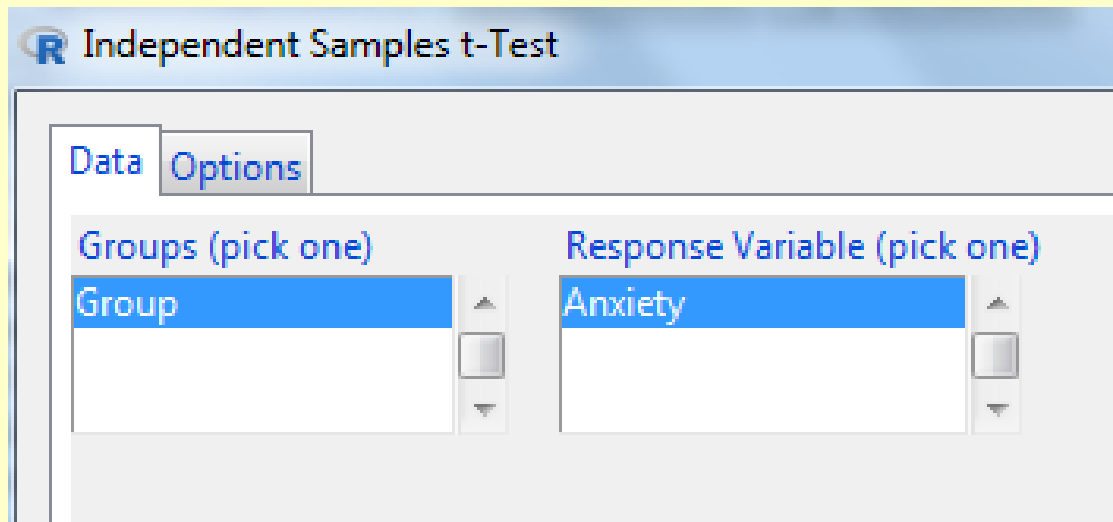 R Independent Samples t-Test
Data Options
Groups (pick one) Response Variable (pick one)
Group Anxiety